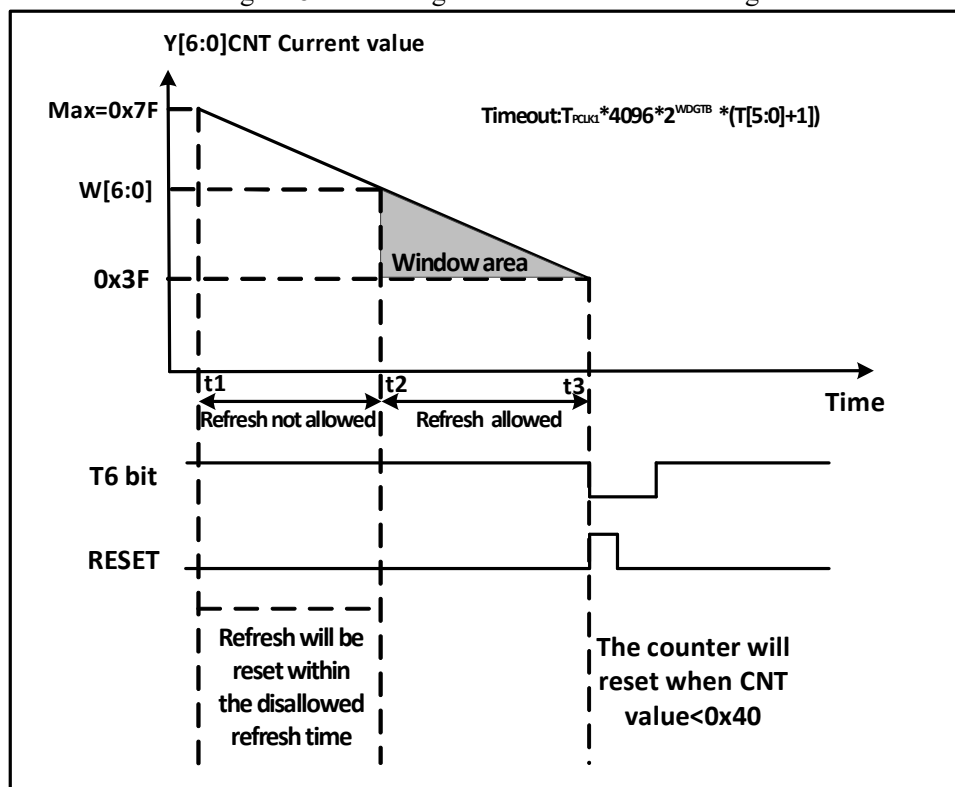 Y[6:0]CNT Current value
Max=0x7F
Timeout:TPCLK1*4096*2WDGTB *(T[5:0]+1])
W[6:0]
Window area
0x3F
t1
t2
t3
Time
Refresh not allowed
Refresh allowed
T6 bit
RESET
Refresh will be
reset within
the disallowed
refresh time
The counter will
reset when CNT
value<0x40